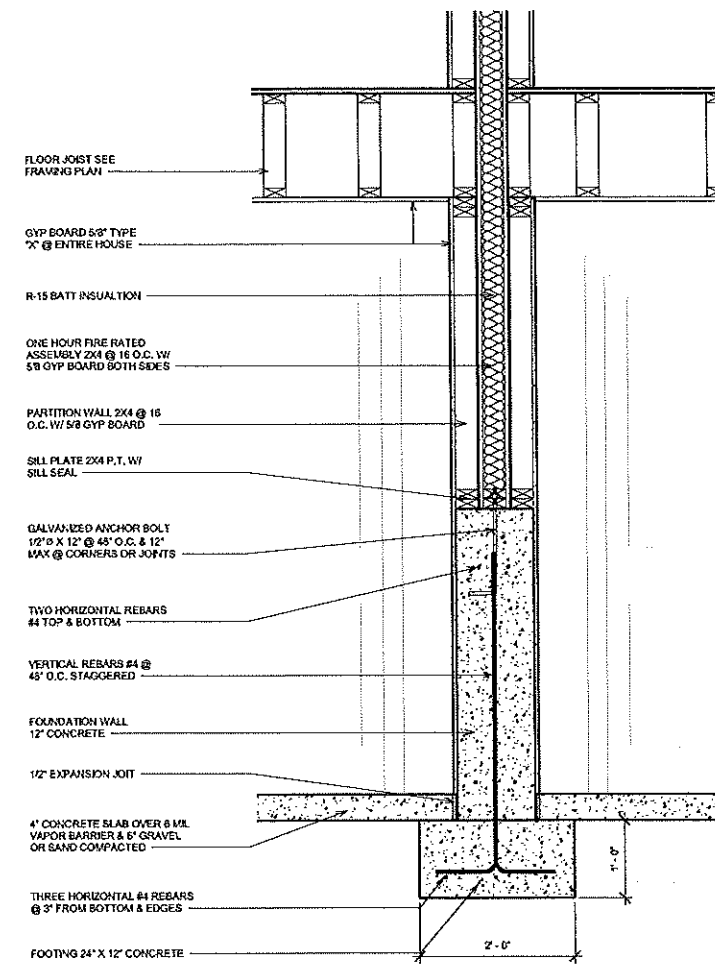 FLOOR JOIST SEE
FRAMING PLAN
GYP BOARD 5/8" TYPE
"X" @ ENTIRE HOUSE
R-15 BATT INSUALTION
ONE HOUR FIRE RATED
ASSEMBLY 2X4 @ 16 O.C. W/
5/8 GYP BOARD BOTH SIDES
PARTITION WALL 2X4 @ 16
O.C. W/ 5/8 GYP BOARD
SILL PLATE 2X4 P.T. W/
SILL SEAL
GALVANIZED ANCHOR BOLT
1/2" Ø X 12" @ 48" O.C. & 12"
MAX @ CORNERS OR JOINTS
TWO HORIZONTAL REBARS
#4 TOP & BOTTOM
VERTICAL REBARS #4 @
48" O.C. STAGGERED
FOUNDATION WALL
12" CONCRETE
1/2" EXPANSION JOIT
4" CONCRETE SLAB OVER 6 MIL
VAPOR BARRIER & 6" GRAVEL
OR SAND COMPACTED
THREE HORIZONTAL #4 REBARS
@ 3" FROM BOTTOM & EDGES
FOOTING 24" X 12" CONCRETE
1' - 0"
2' - 0"